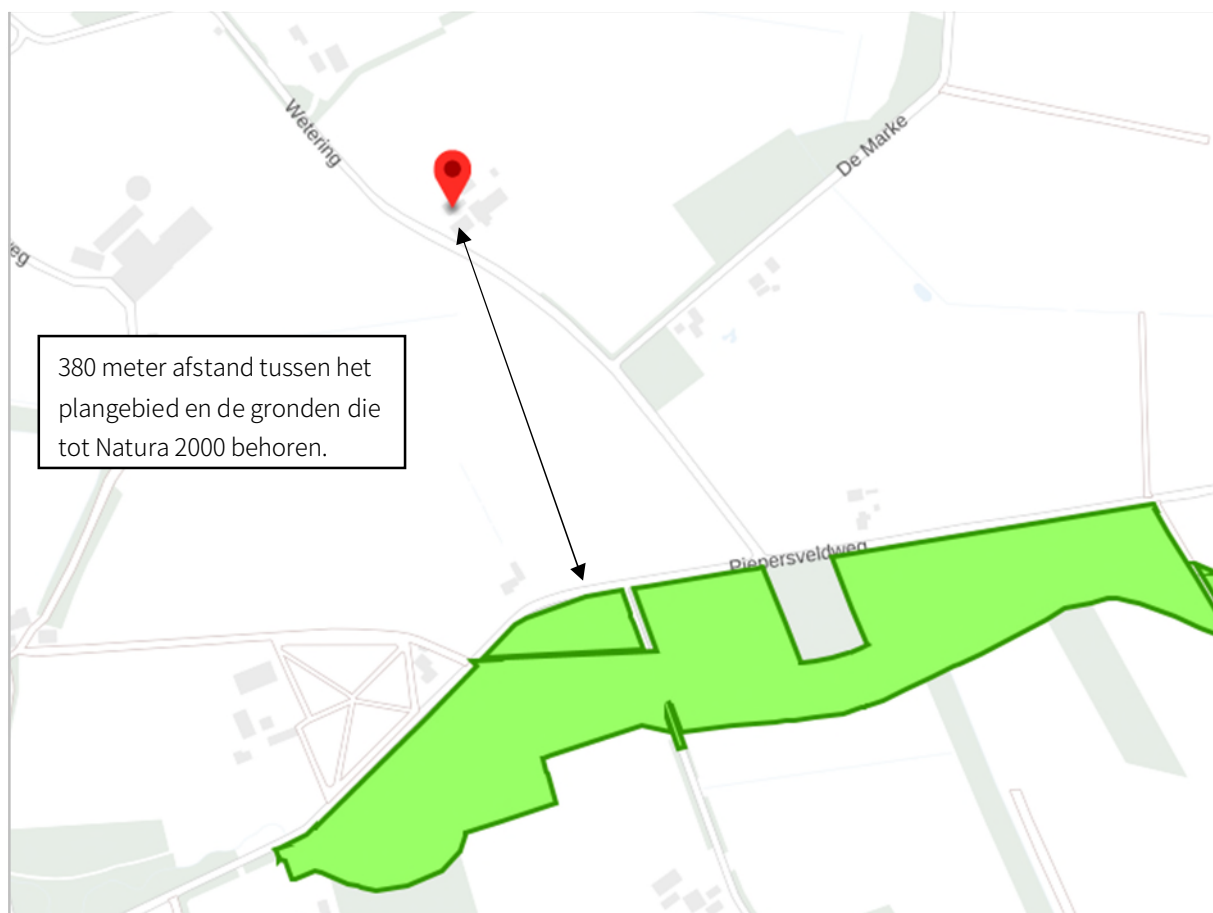 Wetering
De Marke
eg
380 meter afstand tussen het
plangebied en de gronden die
tot Natura 2000 behoren.
Piepersveldweg